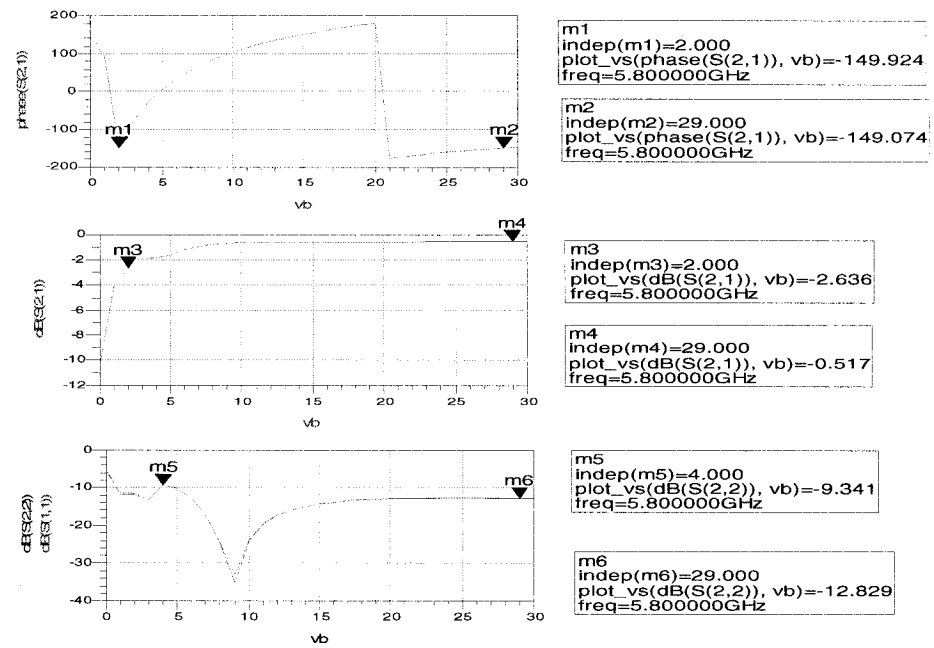 200
100
0
-100
-200
phase(S(2,1))
m1
m2
0 5 10 15 20 25 30
vb
m1
indep(m1)=2.000
plot_vs(phase(S(2,1)), vb)=-149.924
freq=5.800000GHz
m2
indep(m2)=29.000
plot_vs(phase(S(2,1)), vb)=-149.074
freq=5.800000GHz
0
-2
-4
-6
-8
-10
-12
dB(S(2,1))
m3
m4
0 5 10 15 20 25 30
vb
m3
indep(m3)=2.000
plot_vs(dB(S(2,1)), vb)=-2.636
freq=5.800000GHz
m4
indep(m4)=29.000
plot_vs(dB(S(2,1)), vb)=-0.517
freq=5.800000GHz
0
-10
-20
-30
-40
dB(S(2,2))
dB(S(1,1))
m5
m6
0 5 10 15 20 25 30
vb
m5
indep(m5)=4.000
plot_vs(dB(S(2,2)), vb)=-9.341
freq=5.800000GHz
m6
indep(m6)=29.000
plot_vs(dB(S(2,2)), vb)=-12.829
freq=5.800000GHz